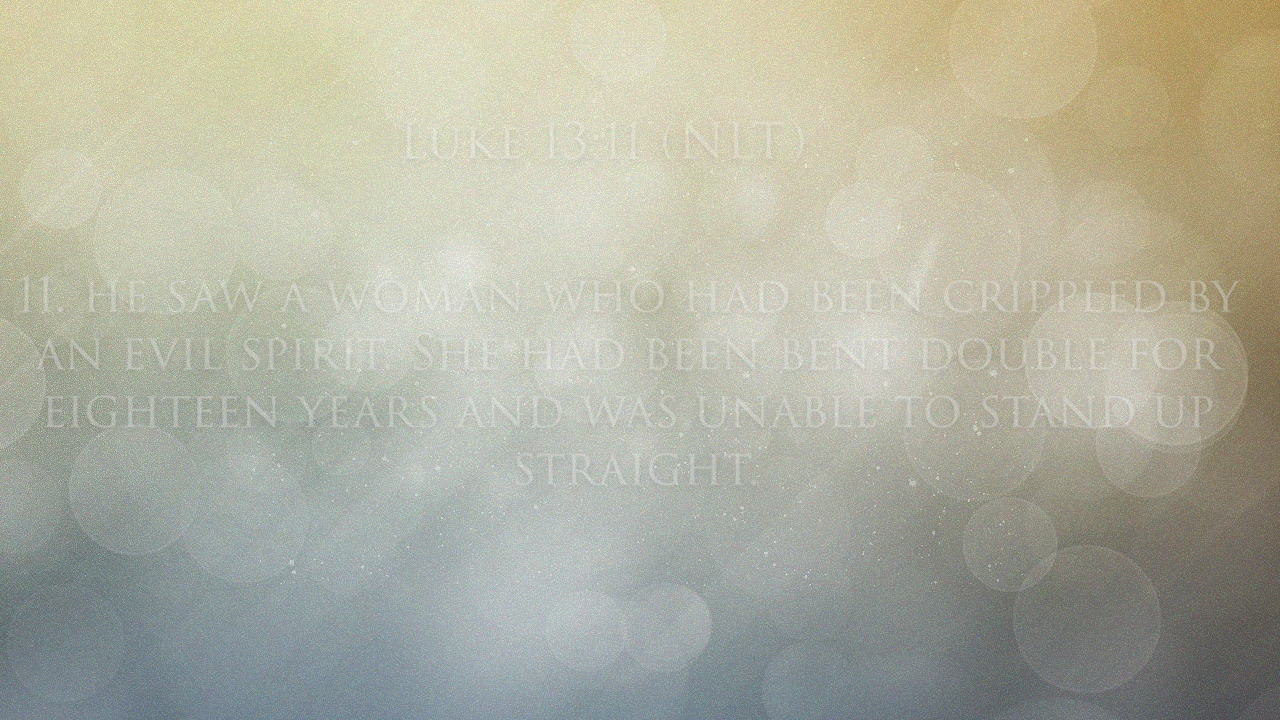 Luke 13:11 (NLT)
11. He saw a woman who had been crippled by
an evil spirit. She had been bent double for
eighteen years and was unable to stand up
straight.